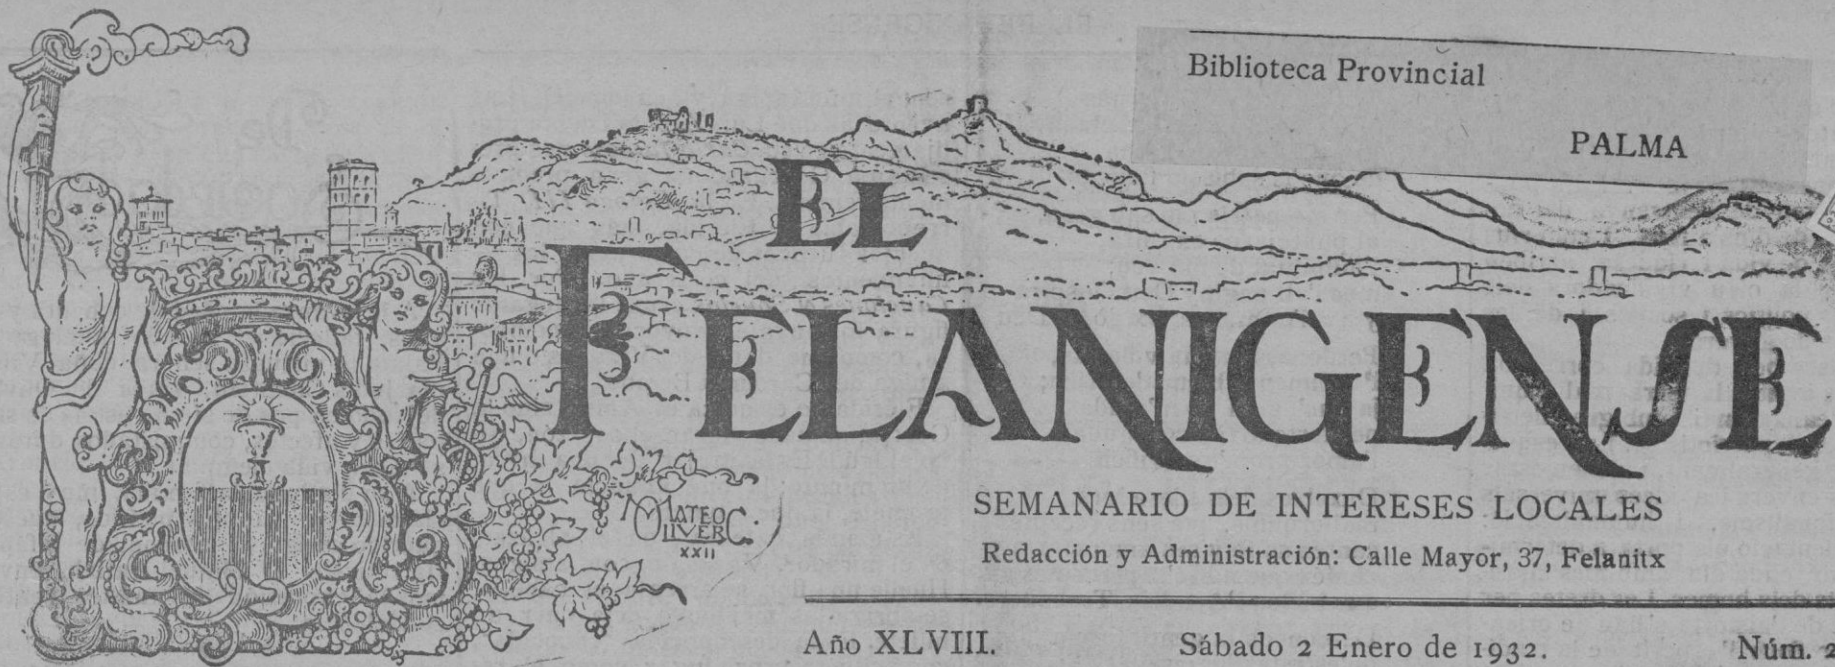 Biblioteca Provincial
PALMA
EL
FELANIGENSE
MATEO
OLIVER C.
XXII
SEMANARIO DE INTERESES LOCALES
Redacción y Administración: Calle Mayor, 37, Felanitx
Año XLVIII. Sábado 2 Enero de 1932. Núm. 2